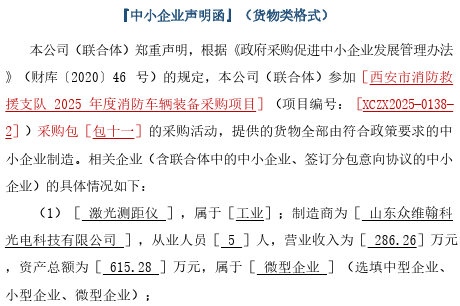 『中小企业声明函』（货物类格式）
本公司（联合体）郑重声明，根据《政府采购促进中小企业发展管理办法
》（财库〔2020〕46 号）的规定，本公司（联合体）参加［西安市消防救
援支队 2025 年度消防车辆装备采购项目］（项目编号：［XCZX2025-0138-
2］）采购包［包十一］的采购活动，提供的货物全部由符合政策要求的中
小企业制造。相关企业（含联合体中的中小企业、签订分包意向协议的中小
企业）的具体情况如下：
（1）［ 激光测距仪 ］，属于［工业］；制造商为［ 山东众维翰科
光电科技有限公司 ］，从业人员［ 5 ］人，营业收入为［ 286.26］万元
，资产总额为［ 615.28 ］万元，属于［ 微型企业 ］（选填中型企业、
小型企业、微型企业）；